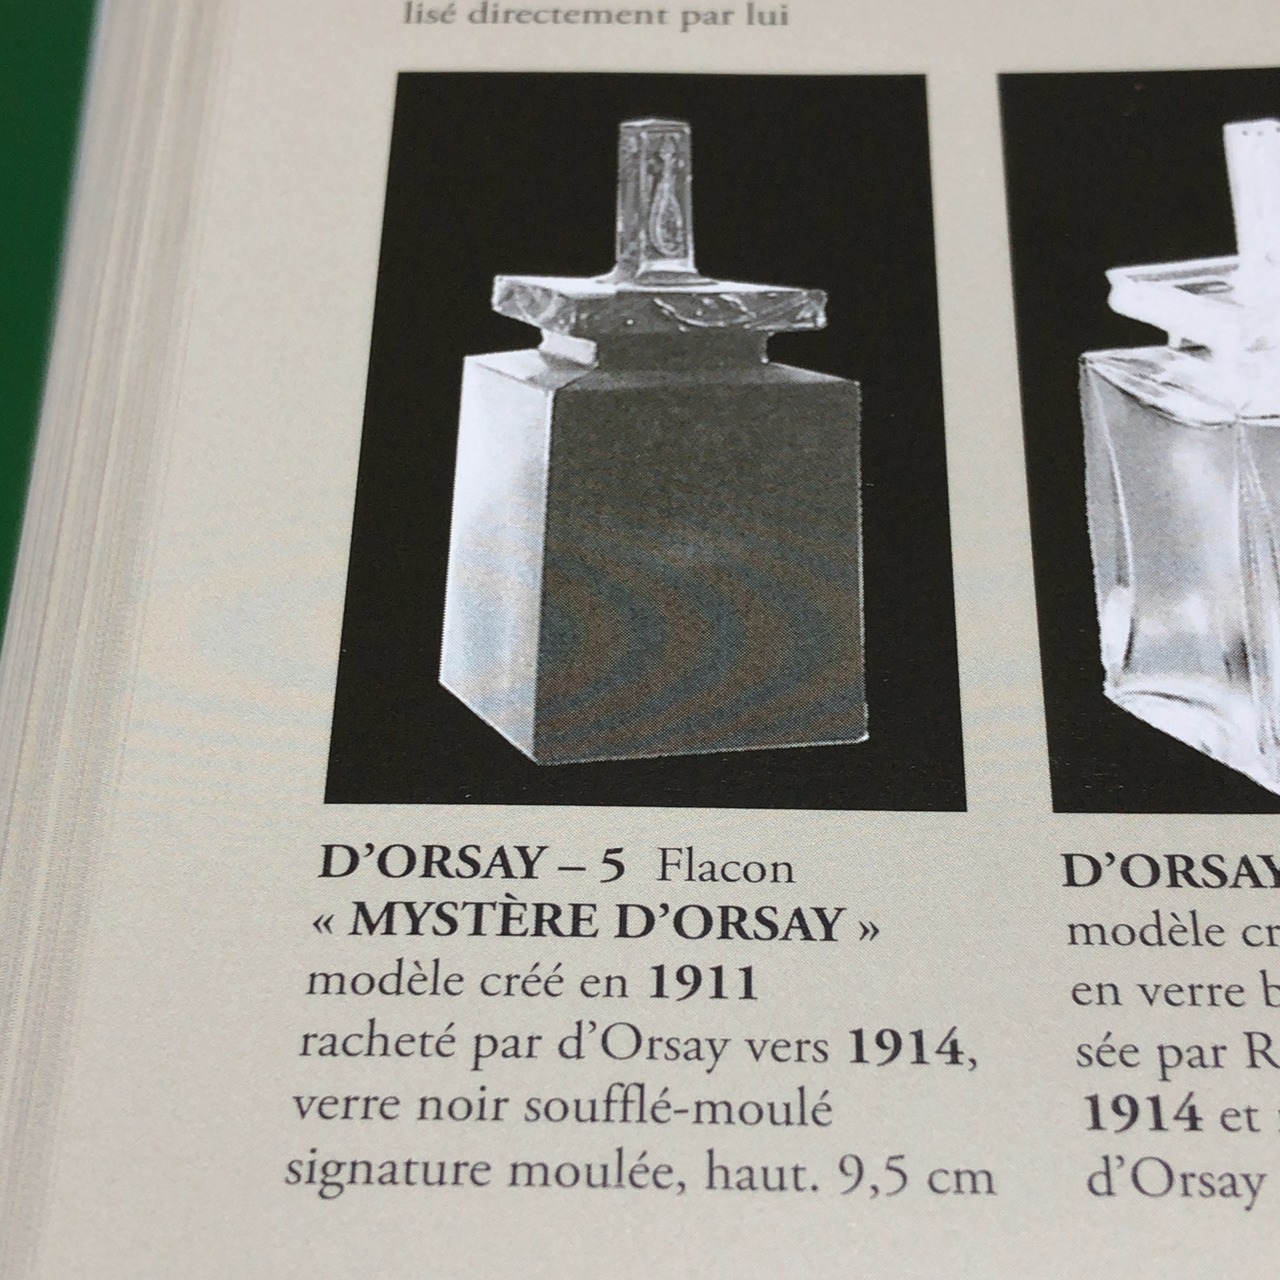 lisé directement par lui
D'ORSAY – 5 Flacon
« MYSTÈRE D'ORSAY »
modèle créé en 1911
racheté par d'Orsay vers 1914,
verre noir soufflé-moulé
signature moulée, haut. 9,5 cm
D'ORSAY
modèle
en verre
sée par
1914 et
d'Orsay